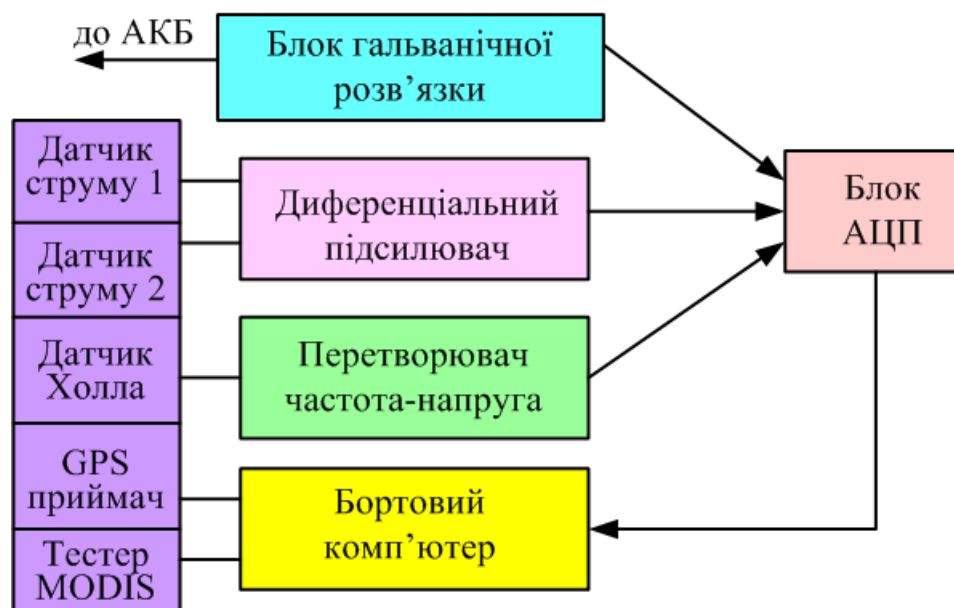 до АКБ
Блок гальванічної
розв’язки
Датчик
струму 1
Диференціальний
підсилювач
Блок
АЦП
Датчик
струму 2
Датчик
Холла
Перетворювач
частота-напруга
GPS
приймач
Бортовий
комп’ютер
Тестер
MODIS